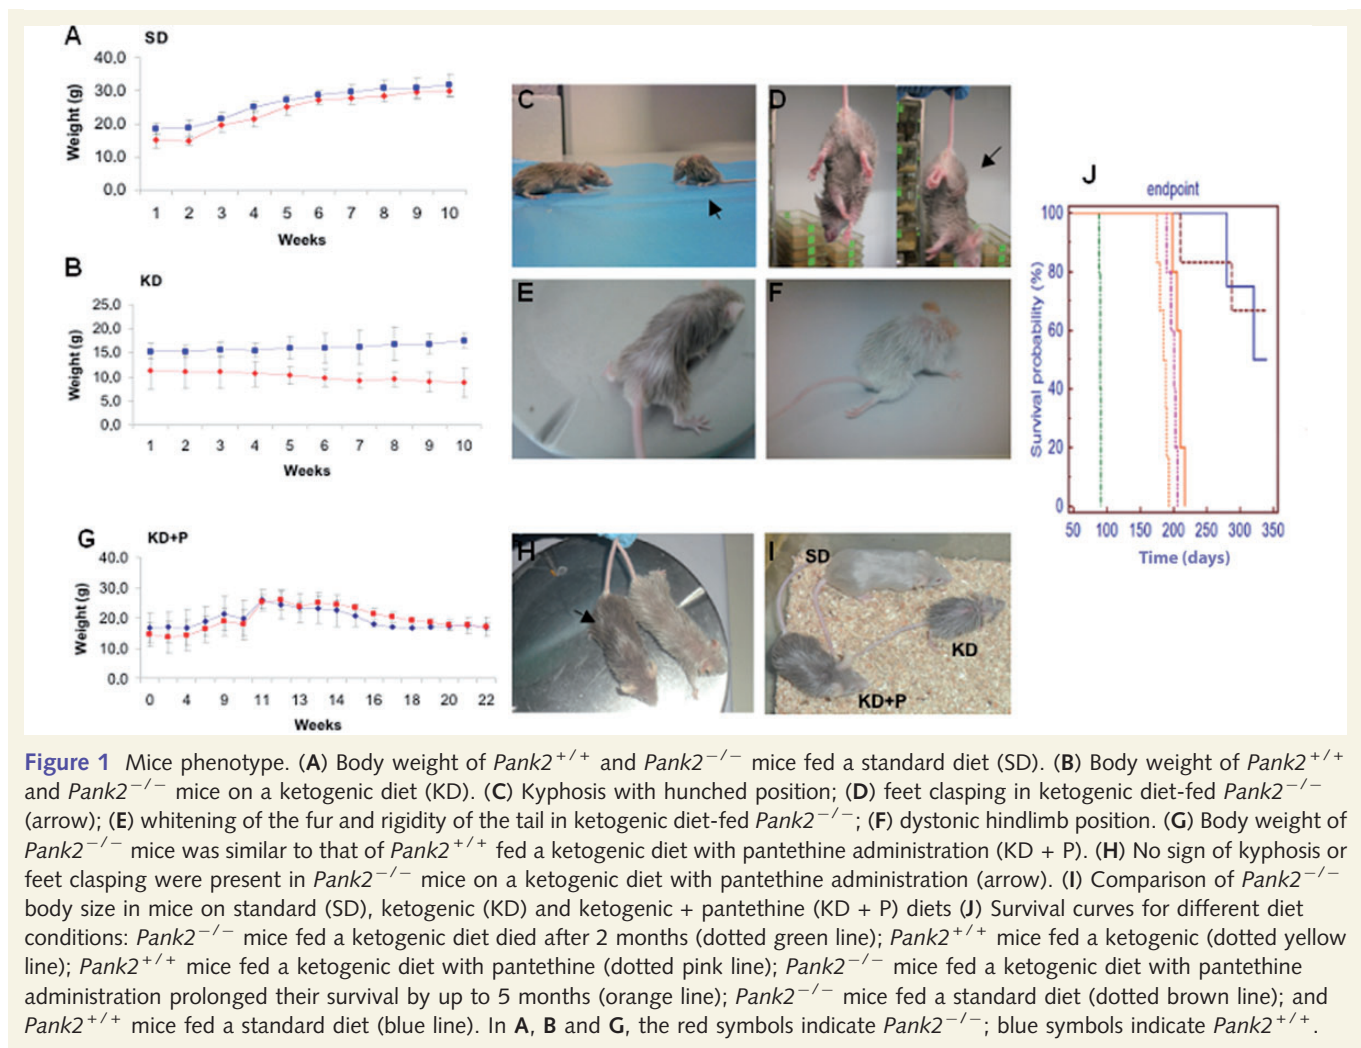 A
SD
40.0
30.0
20.0
10.0
0.0
Weight (g)
1 2 3 4 5 6 7 8 9 10
Weeks
B
KD
25.0
20.0
15.0
10.0
5.0
0.0
Weight (g)
1 2 3 4 5 6 7 8 9 10
Weeks
C
D
E
F
J
endpoint
100
80
60
40
20
0
Survival probability (%)
50 100 150 200 250 300 350
Time (days)
G
KD+P
40.0
30.0
20.0
10.0
0.0
Weight (g)
0 4 9 11 13 14 16 18 20 22
Weeks
H
I
SD
KD
KD+P
Figure 1 Mice phenotype. (A) Body weight of Pank2+/+ and Pank2−/− mice fed a standard diet (SD). (B) Body weight of Pank2+/+
and Pank2−/− mice on a ketogenic diet (KD). (C) Kyphosis with hunched position; (D) feet clasping in ketogenic diet-fed Pank2−/−
(arrow); (E) whitening of the fur and rigidity of the tail in ketogenic diet-fed Pank2−/−; (F) dystonic hindlimb position. (G) Body weight of
Pank2−/− mice was similar to that of Pank2+/+ fed a ketogenic diet with pantethine administration (KD + P). (H) No sign of kyphosis or
feet clasping were present in Pank2−/− mice on a ketogenic diet with pantethine administration (arrow). (I) Comparison of Pank2−/−
body size in mice on standard (SD), ketogenic (KD) and ketogenic + pantethine (KD + P) diets (J) Survival curves for different diet
conditions: Pank2−/− mice fed a ketogenic diet died after 2 months (dotted green line); Pank2+/+ mice fed a ketogenic (dotted yellow
line); Pank2+/+ mice fed a ketogenic diet with pantethine (dotted pink line); Pank2−/− mice fed a ketogenic diet with pantethine
administration prolonged their survival by up to 5 months (orange line); Pank2−/− mice fed a standard diet (dotted brown line); and
Pank2+/+ mice fed a standard diet (blue line). In A, B and G, the red symbols indicate Pank2−/−; blue symbols indicate Pank2+/+.